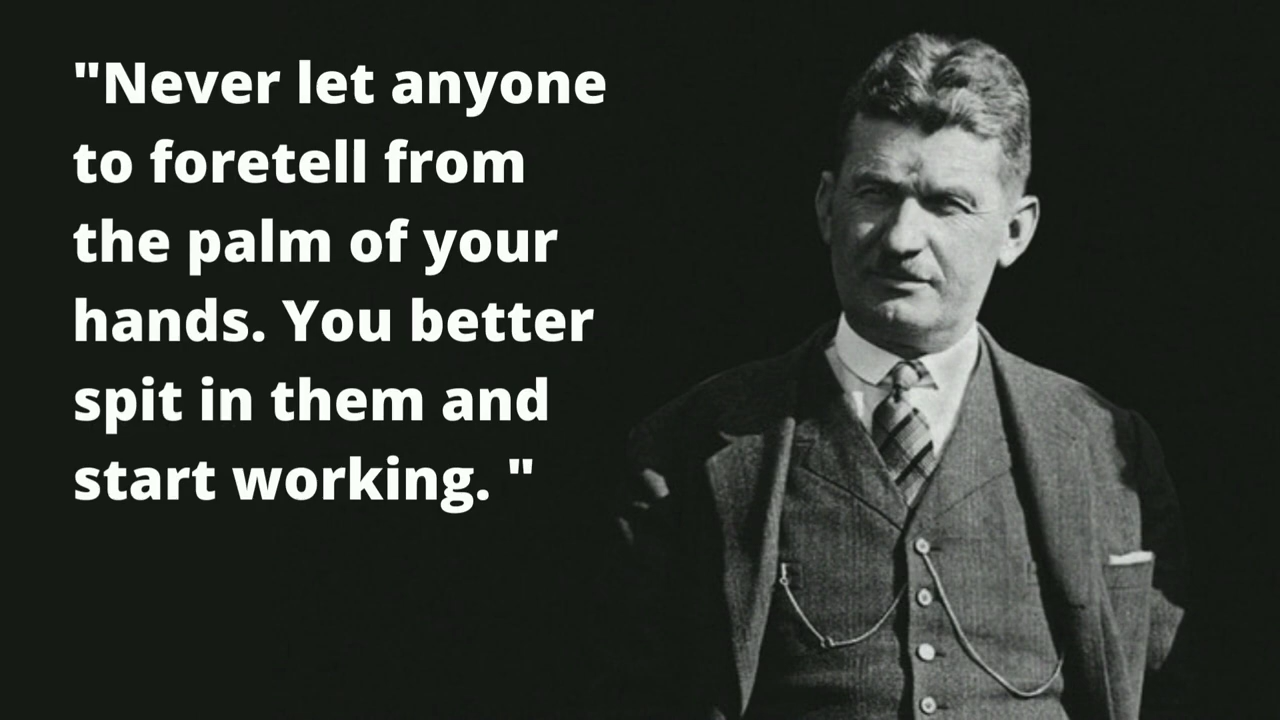 "Never let anyone
to foretell from
the palm of your
hands. You better
spit in them and
start working. "